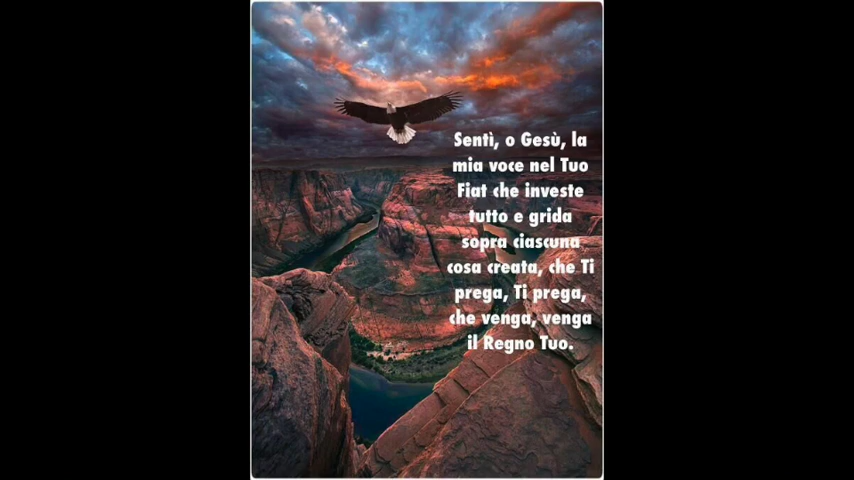 Sentì, o Gesù, la
mia voce nel Tuo
Fiat che investe
tutto e grida
sopra ciascuna
cosa creata, che Ti
prega, Ti prega,
che venga, venga
il Regno Tuo.